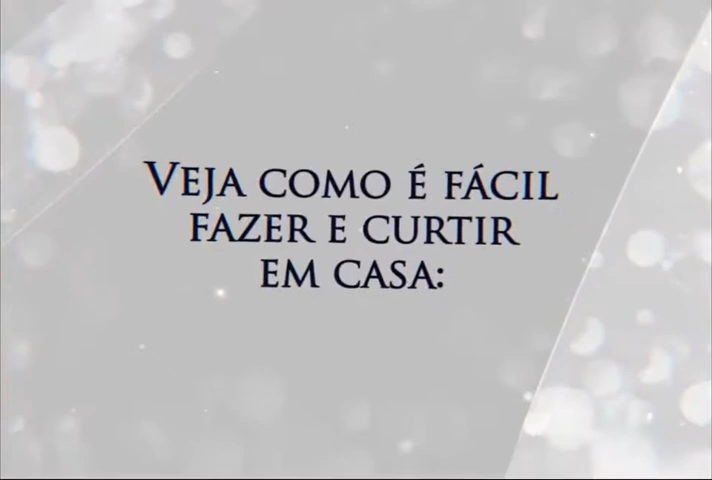 VEJA COMO É FÁCIL
FAZER E CURTIR
EM CASA: